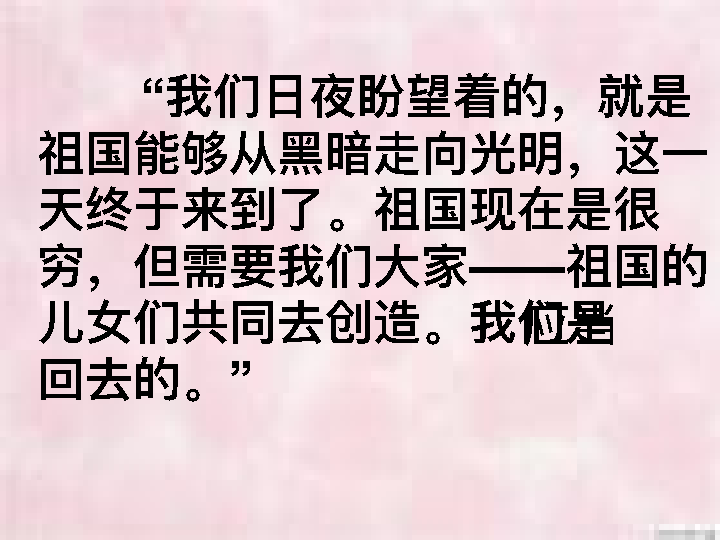 “我们日夜盼望着的，就是
祖国能够从黑暗走向光明，这一
天终于来到了。祖国现在是很
穷，但需要我们大家——祖国的
儿女们共同去创造。我们是应当
回去的。”